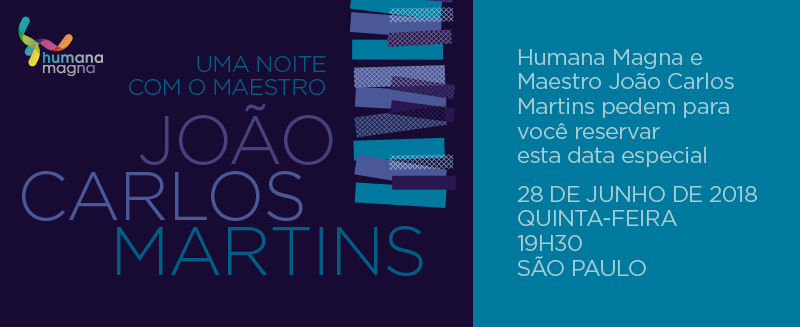 humana
magna
UMA NOITE
COM O MAESTRO
JOÃO
CARLOS
MARTINS
Humana Magna e
Maestro João Carlos
Martins pedem para
você reservar
esta data especial
28 DE JUNHO DE 2018
QUINTA-FEIRA
19H30
SÃO PAULO